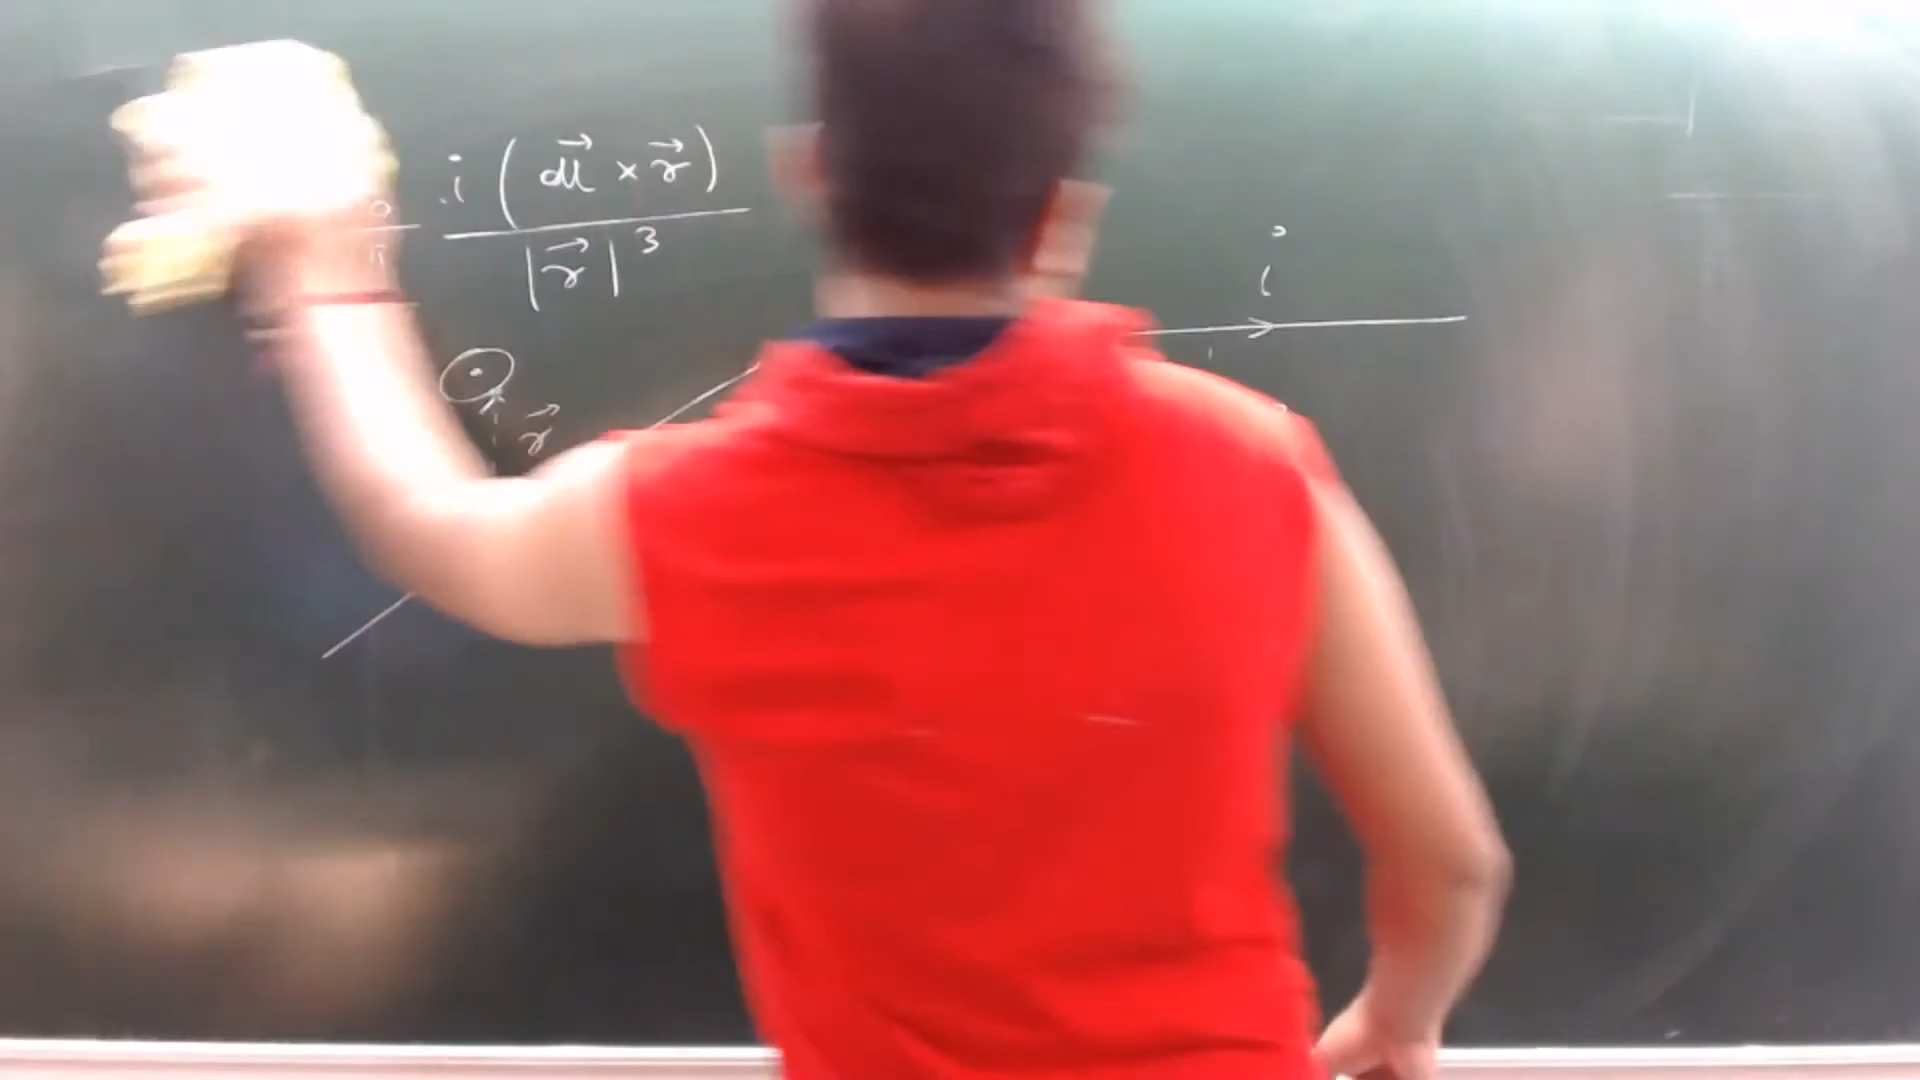 i (dl⃗ × r⃗)
|r⃗|³
i
r⃗